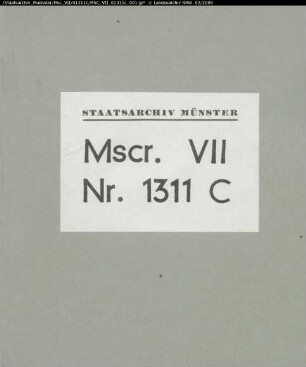 STAATSARCHIV MÜNSTER
Mscr. VII
Nr. 1311 C